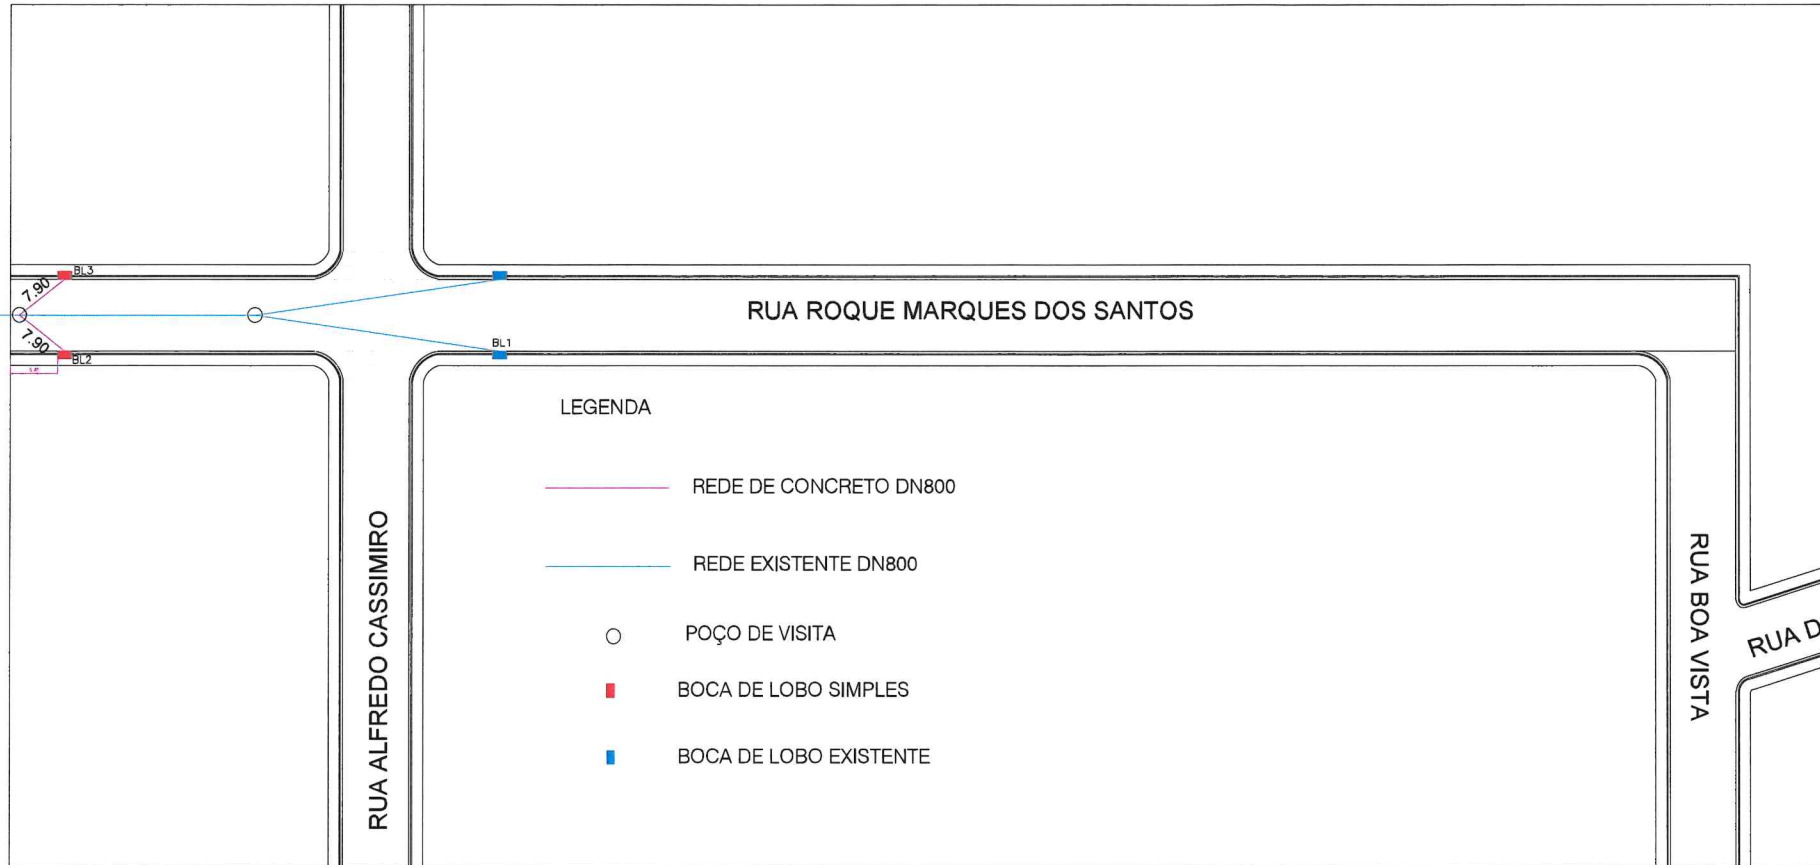 BL3
7.90
7.90
BL2
RUA ROQUE MARQUES DOS SANTOS
BL1
LEGENDA
REDE DE CONCRETO DN800
REDE EXISTENTE DN800
POÇO DE VISITA
BOCA DE LOBO SIMPLES
BOCA DE LOBO EXISTENTE
RUA ALFREDO CASSIMIRO
RUA BOA VISTA
RUA D